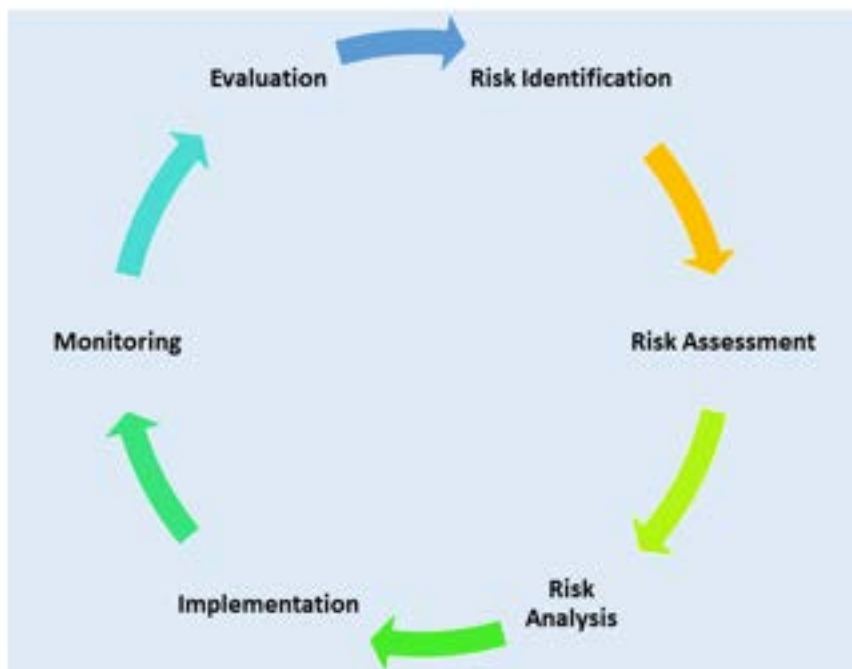 Evaluation
Risk Identification
Monitoring
Risk Assessment
Implementation
Risk
Analysis